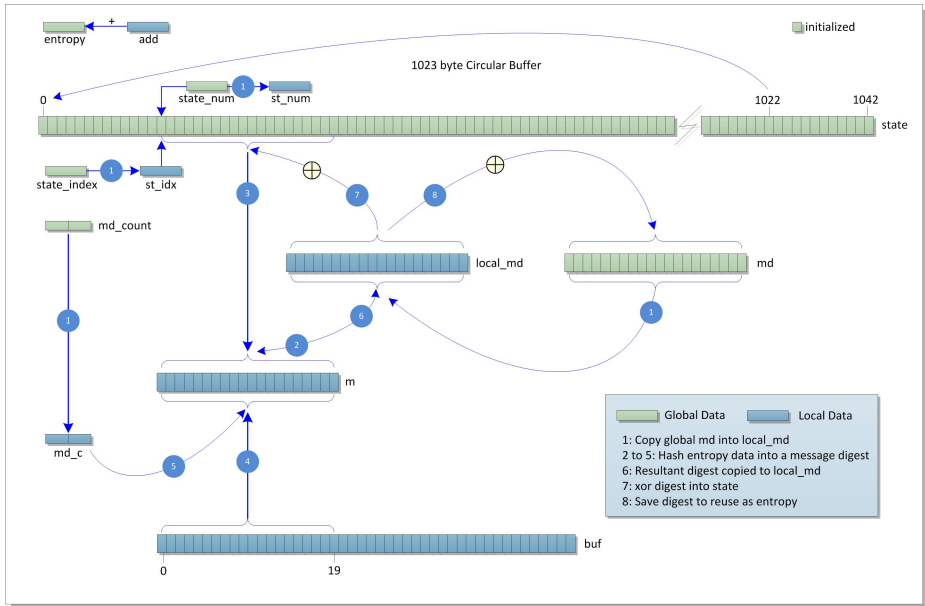 +
entropy
add
initialized
1023 byte Circular Buffer
state_num
1
st_num
0
1022
1042
state
state_index
1
st_idx
3
7
8
md_count
local_md
md
1
6
1
2
m
md_c
5
4
Global Data
Local Data
1: Copy global md into local_md
2 to 5: Hash entropy data into a message digest
6: Resultant digest copied to local_md
7: xor digest into state
8: Save digest to reuse as entropy
buf
0
19